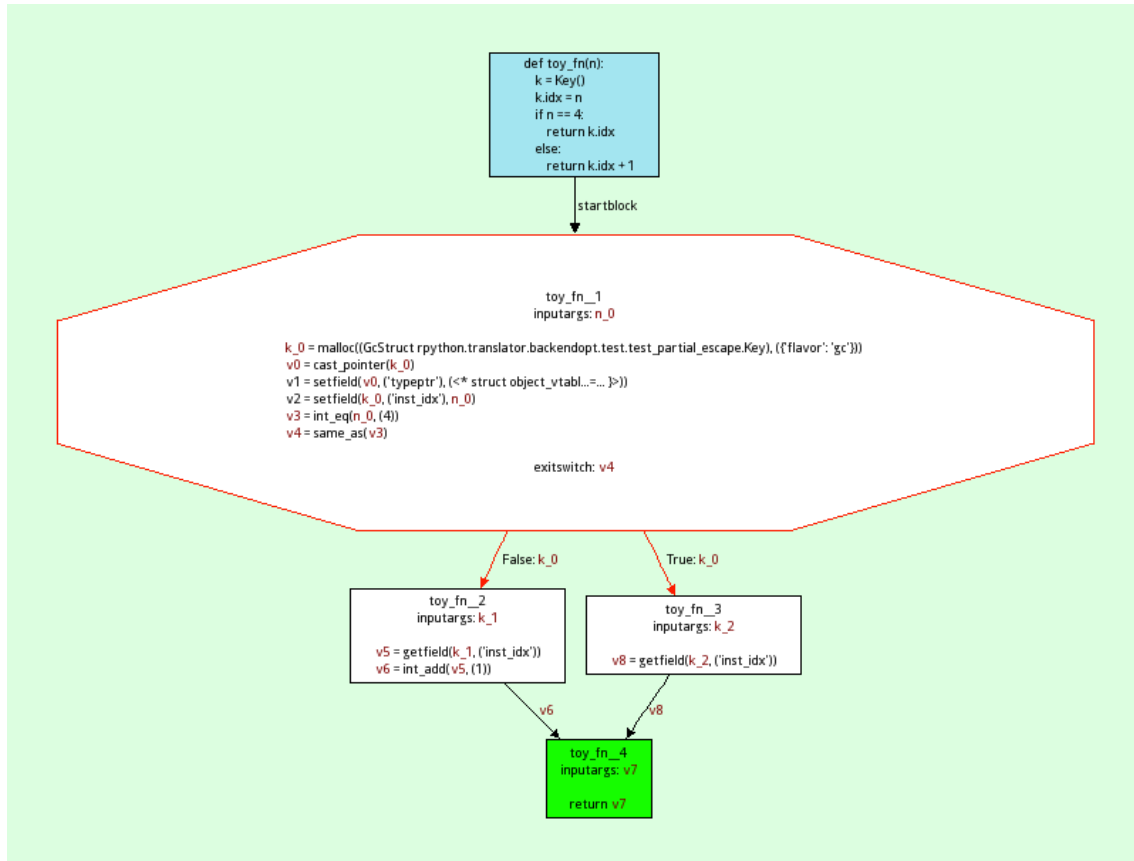 def toy_fn(n):
k = Key()
k.idx = n
if n == 4:
return k.idx
else:
return k.idx + 1
startblock
toy_fn__1
inputargs: n_0
k_0 = malloc((GcStruct rpython.translator.backendopt.test.test_partial_escape.Key), ({'flavor': 'gc'}))
v0 = cast_pointer(k_0)
v1 = setfield(v0, ('typeptr'), (<* struct object_vtabl...=... }>))
v2 = setfield(k_0, ('inst_idx'), n_0)
v3 = int_eq(n_0, (4))
v4 = same_as(v3)
exitswitch: v4
False: k_0
True: k_0
toy_fn__2
inputargs: k_1
v5 = getfield(k_1, ('inst_idx'))
v6 = int_add(v5, (1))
toy_fn__3
inputargs: k_2
v8 = getfield(k_2, ('inst_idx'))
v6
v8
toy_fn__4
inputargs: v7
return v7